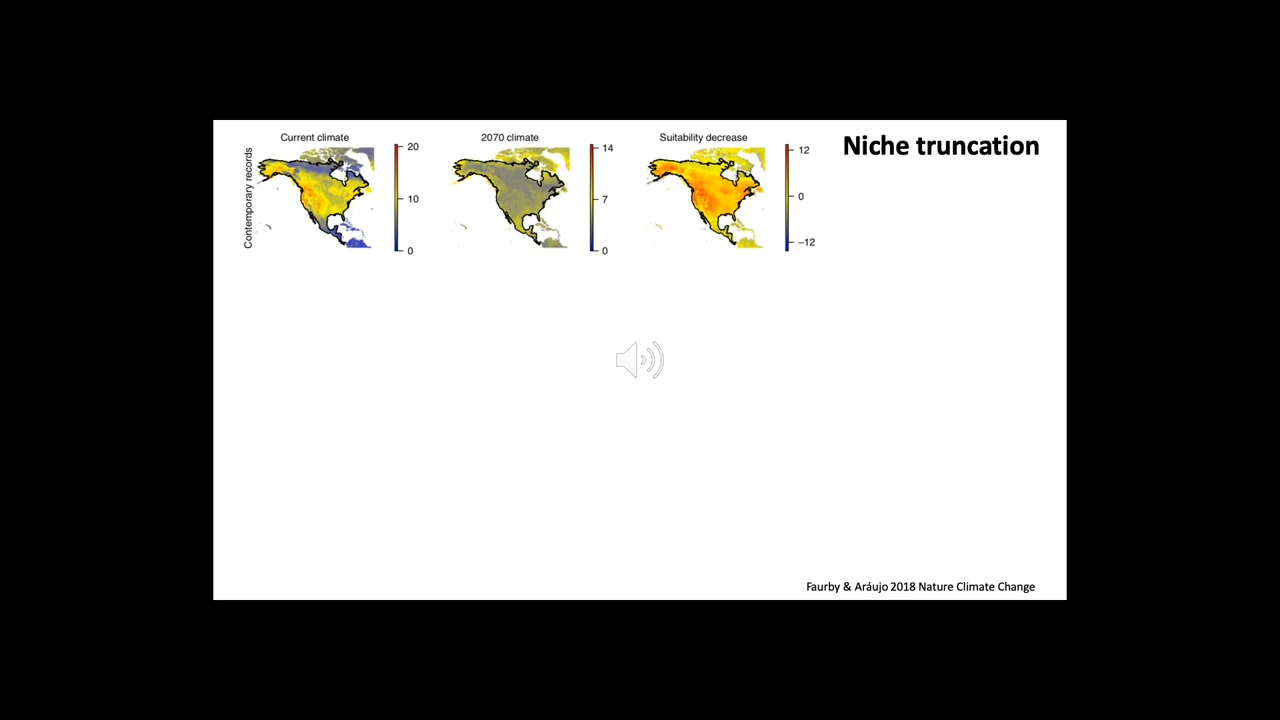 Niche truncation
Current climate
2070 climate
Suitability decrease
Contemporary records
20
10
0
14
7
0
12
0
−12
Faurby & Aráujo 2018 Nature Climate Change